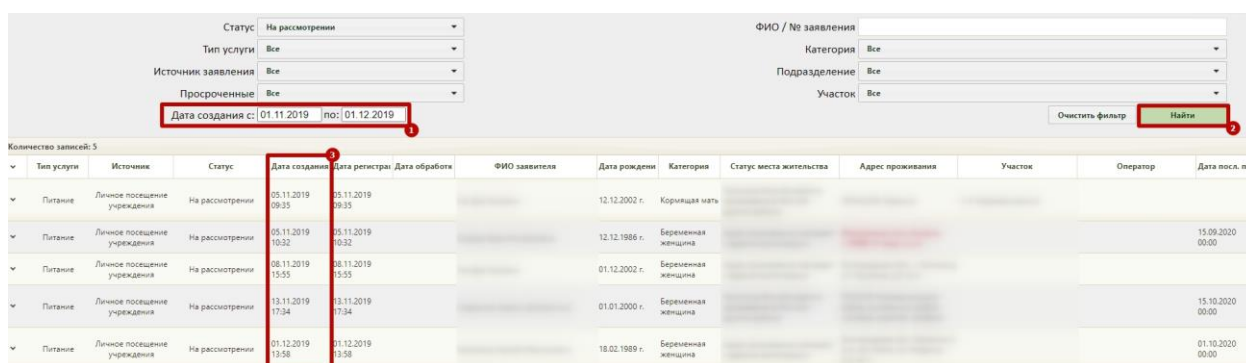 Статус На рассмотрении ФИО / № заявления
Тип услуги Все Категория Все
Источник заявления Все Подразделение Все
Просроченные Все Участок Все
Дата создания с: 01.11.2019 по: 01.12.2019 Очистить фильтр Найти
1 2
Количество записей: 5
3
Тип услуги Источник Статус Дата создания Дата регистрац Дата обработк ФИО заявителя Дата рождени Категория Статус места жительства Адрес проживания Участок Оператор Дата посл. п
Питание Личное посещение учреждения На рассмотрении 05.11.2019 09:35 05.11.2019 09:35 12.12.2002 г. Кормящая мать
Питание Личное посещение учреждения На рассмотрении 05.11.2019 10:32 05.11.2019 10:32 12.12.1986 г. Беременная женщина 15.09.2020 00:00
Питание Личное посещение учреждения На рассмотрении 08.11.2019 15:55 08.11.2019 15:55 01.12.2002 г. Беременная женщина
Питание Личное посещение учреждения На рассмотрении 13.11.2019 17:34 13.11.2019 17:34 01.01.2000 г. Беременная женщина 15.10.2020 00:00
Питание Личное посещение учреждения На рассмотрении 01.12.2019 13:58 01.12.2019 13:58 18.02.1989 г. Беременная женщина 01.10.2020 00:00